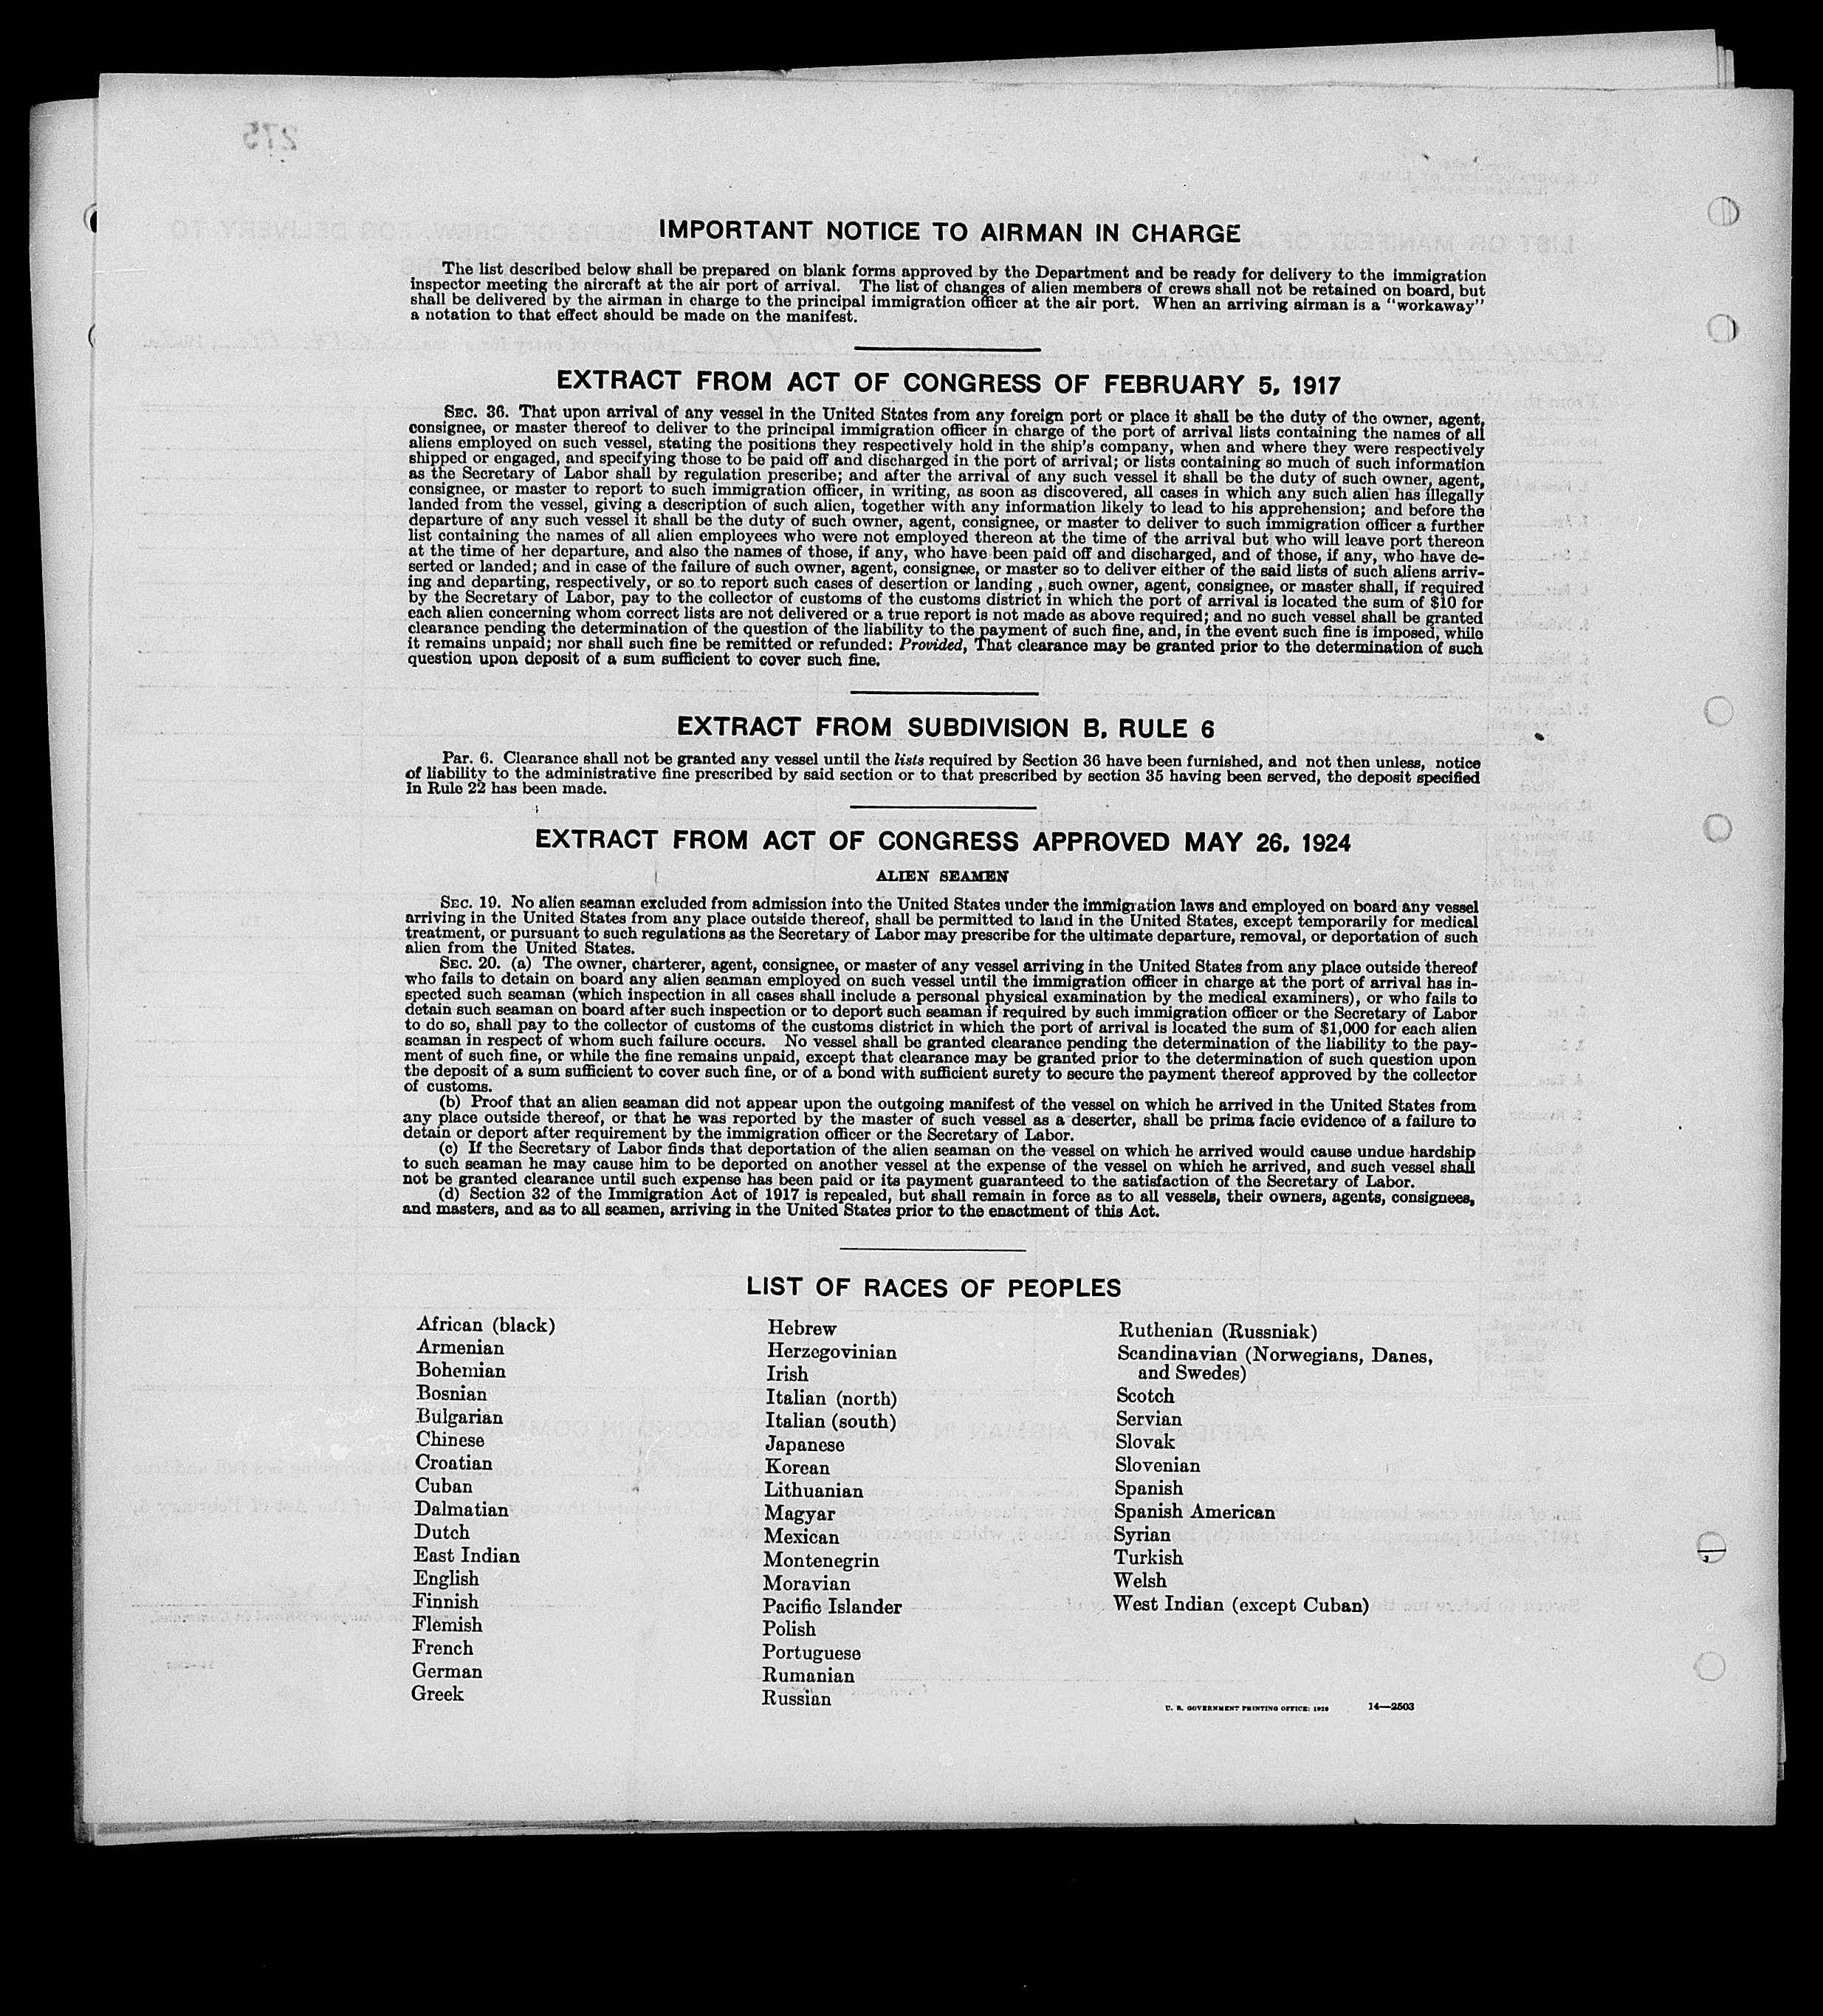 IMPORTANT NOTICE TO AIRMAN IN CHARGE
The list described below shall be prepared on blank forms approved by the Department and be ready for delivery to the immigration
inspector meeting the aircraft at the air port of arrival. The list of changes of alien members of crews shall not be retained on board, but
shall be delivered by the airman in charge to the principal immigration officer at the air port. When an arriving airman is a "workaway"
a notation to that effect should be made on the manifest.
EXTRACT FROM ACT OF CONGRESS OF FEBRUARY 5, 1917
SEC. 36. That upon arrival of any vessel in the United States from any foreign port or place it shall be the duty of the owner, agent,
consignee, or master thereof to deliver to the principal immigration officer in charge of the port of arrival lists containing the names of all
aliens employed on such vessel, stating the positions they respectively hold in the ship's company, when and where they were respectively
shipped or engaged, and specifying those to be paid off and discharged in the port of arrival; or lists containing so much of such information
as the Secretary of Labor shall by regulation prescribe; and after the arrival of any such vessel it shall be the duty of such owner, agent,
consignee, or master to report to such immigration officer, in writing, as soon as discovered, all cases in which any such alien has illegally
landed from the vessel, giving a description of such alien, together with any information likely to lead to his apprehension; and before the
departure of any such vessel it shall be the duty of such owner, agent, consignee, or master to deliver to such immigration officer a further
list containing the names of all alien employees who were not employed thereon at the time of the arrival but who will leave port thereon
at the time of her departure, and also the names of those, if any, who have been paid off and discharged, and of those, if any, who have de-
serted or landed; and in case of the failure of such owner, agent, consignee, or master so to deliver either of the said lists of such aliens arriv-
ing and departing, respectively, or so to report such cases of desertion or landing , such owner, agent, consignee, or master shall, if required
by the Secretary of Labor, pay to the collector of customs of the customs district in which the port of arrival is located the sum of $10 for
each alien concerning whom correct lists are not delivered or a true report is not made as above required; and no such vessel shall be granted
clearance pending the determination of the question of the liability to the payment of such fine, and, in the event such fine is imposed, while
it remains unpaid; nor shall such fine be remitted or refunded: Provided, That clearance may be granted prior to the determination of such
question upon deposit of a sum sufficient to cover such fine.
EXTRACT FROM SUBDIVISION B, RULE 6
Par. 6. Clearance shall not be granted any vessel until the lists required by Section 36 have been furnished, and not then unless, notice
of liability to the administrative fine prescribed by said section or to that prescribed by section 35 having been served, the deposit specified
in Rule 22 has been made.
EXTRACT FROM ACT OF CONGRESS APPROVED MAY 26, 1924
ALIEN SEAMEN
SEC. 19. No alien seaman excluded from admission into the United States under the immigration laws and employed on board any vessel
arriving in the United States from any place outside thereof, shall be permitted to land in the United States, except temporarily for medical
treatment, or pursuant to such regulations as the Secretary of Labor may prescribe for the ultimate departure, removal, or deportation of such
alien from the United States.
SEC. 20. (a) The owner, charterer, agent, consignee, or master of any vessel arriving in the United States from any place outside thereof
who fails to detain on board any alien seaman employed on such vessel until the immigration officer in charge at the port of arrival has in-
spected such seaman (which inspection in all cases shall include a personal physical examination by the medical examiners), or who fails to
detain such seaman on board after such inspection or to deport such seaman if required by such immigration officer or the Secretary of Labor
to do so, shall pay to the collector of customs of the customs district in which the port of arrival is located the sum of $1,000 for each alien
seaman in respect of whom such failure occurs. No vessel shall be granted clearance pending the determination of the liability to the pay-
ment of such fine, or while the fine remains unpaid, except that clearance may be granted prior to the determination of such question upon
the deposit of a sum sufficient to cover such fine, or of a bond with sufficient surety to secure the payment thereof approved by the collector
of customs.
(b) Proof that an alien seaman did not appear upon the outgoing manifest of the vessel on which he arrived in the United States from
any place outside thereof, or that he was reported by the master of such vessel as a deserter, shall be prima facie evidence of a failure to
detain or deport after requirement by the immigration officer or the Secretary of Labor.
(c) If the Secretary of Labor finds that deportation of the alien seaman on the vessel on which he arrived would cause undue hardship
to such seaman he may cause him to be deported on another vessel at the expense of the vessel on which he arrived, and such vessel shall
not be granted clearance until such expense has been paid or its payment guaranteed to the satisfaction of the Secretary of Labor.
(d) Section 32 of the Immigration Act of 1917 is repealed, but shall remain in force as to all vessels, their owners, agents, consignees,
and masters, and as to all seamen, arriving in the United States prior to the enactment of this Act.
LIST OF RACES OF PEOPLES
African (black)
Armenian
Bohemian
Bosnian
Bulgarian
Chinese
Croatian
Cuban
Dalmatian
Dutch
East Indian
English
Finnish
Flemish
French
German
Greek
Hebrew
Herzegovinian
Irish
Italian (north)
Italian (south)
Japanese
Korean
Lithuanian
Magyar
Mexican
Montenegrin
Moravian
Pacific Islander
Polish
Portuguese
Rumanian
Russian
Ruthenian (Russniak)
Scandinavian (Norwegians, Danes,
and Swedes)
Scotch
Servian
Slovak
Slovenian
Spanish
Spanish American
Syrian
Turkish
Welsh
West Indian (except Cuban)
U. S. GOVERNMENT PRINTING OFFICE: 1929 14—2503